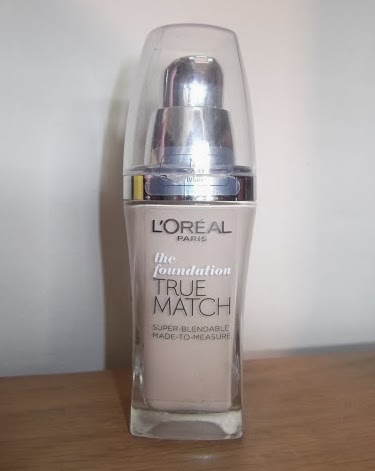 L'ORÉAL
PARIS
the
foundation
TRUE
MATCH
SUPER-BLENDABLE
MADE-TO-MEASURE